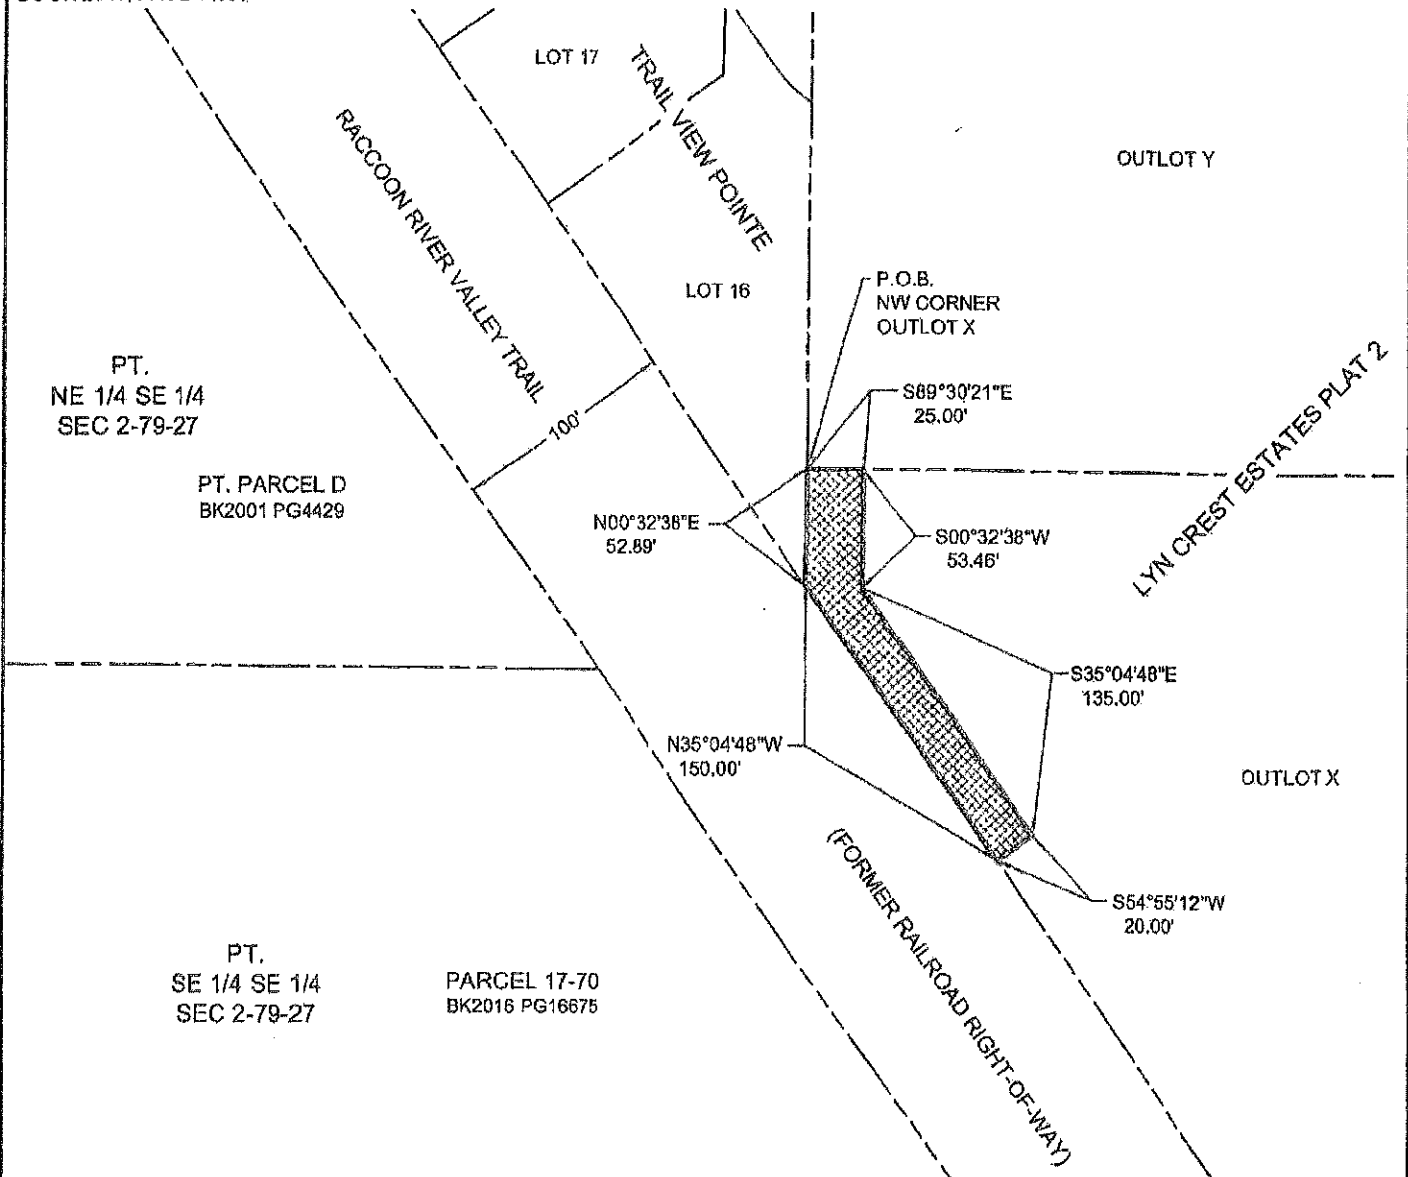 LOT 17
TRAIL VIEW POINTE
RACCOON RIVER VALLEY TRAIL
OUTLOT Y
LOT 16
P.O.B.
NW CORNER
OUTLOT X
PT.
NE 1/4 SE 1/4
SEC 2-79-27
S89°30'21"E
25.00'
LYN CREST ESTATES PLAT 2
100'
PT. PARCEL D
BK2001 PG4429
N00°32'38"E
52.89'
S00°32'38"W
53.46'
S35°04'48"E
135.00'
N35°04'48"W
150.00'
OUTLOT X
(FORMER RAILROAD RIGHT-OF-WAY)
S54°55'12"W
20.00'
PT.
SE 1/4 SE 1/4
SEC 2-79-27
PARCEL 17-70
BK2016 PG16675